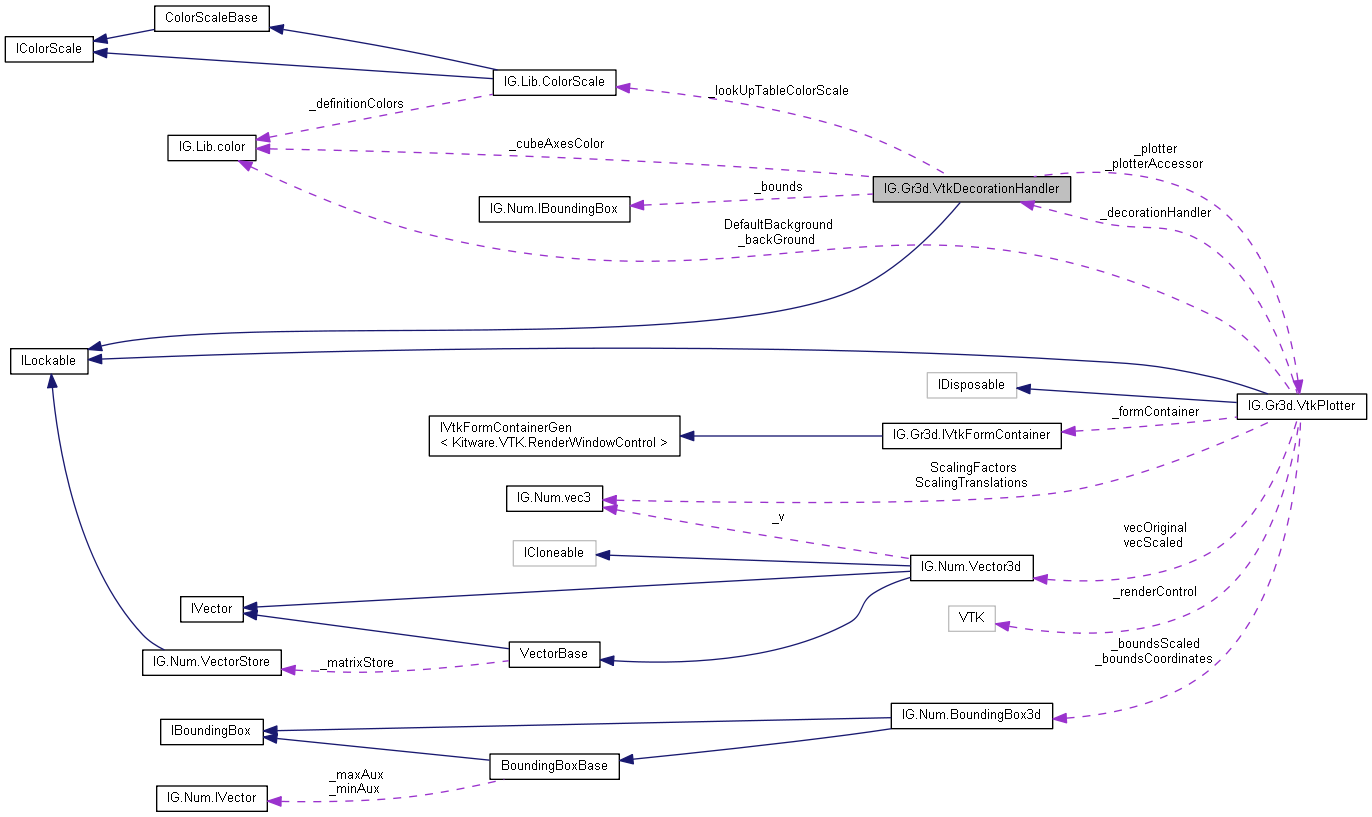 ColorScaleBase
IColorScale
IG.Lib.ColorScale
_lookUpTableColorScale
_definitionColors
IG.Lib.color
_cubeAxesColor
_plotter
_plotterAccessor
IG.Gr3d.VtkDecorationHandler
_bounds
IG.Num.IBoundingBox
_decorationHandler
DefaultBackground
_backGround
ILockable
IDisposable
IG.Gr3d.VtkPlotter
_formContainer
IVtkFormContainerGen
< Kitware.VTK.RenderWindowControl >
IG.Gr3d.IVtkFormContainer
ScalingFactors
ScalingTranslations
IG.Num.vec3
_v
vecOriginal
vecScaled
ICloneable
IG.Num.Vector3d
_renderControl
IVector
VTK
VectorBase
_boundsScaled
_boundsCoordinates
IG.Num.VectorStore
_matrixStore
IG.Num.BoundingBox3d
IBoundingBox
BoundingBoxBase
_maxAux
_minAux
IG.Num.IVector